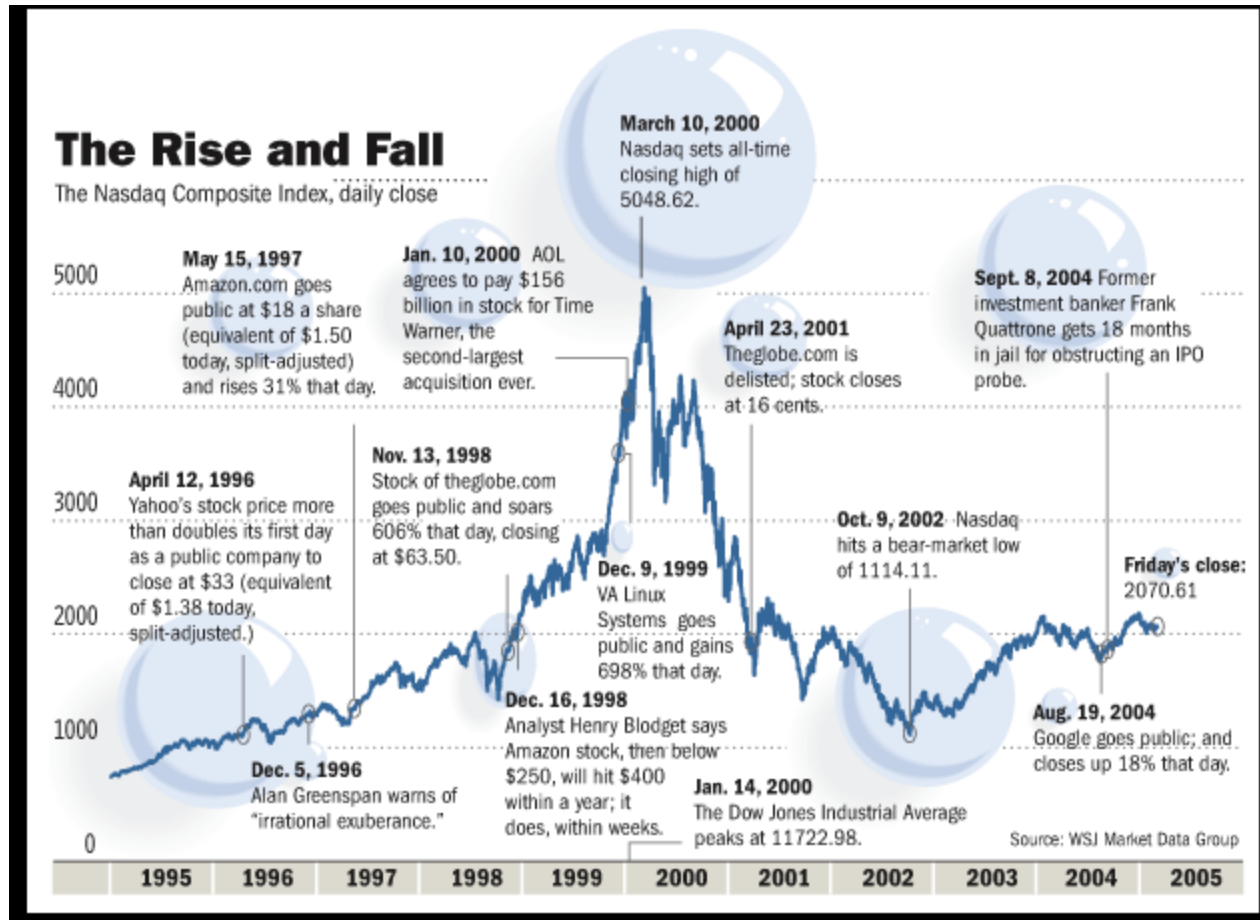 The Rise and Fall
The Nasdaq Composite Index, daily close
March 10, 2000
Nasdaq sets all-time
closing high of
5048.62.
May 15, 1997
Amazon.com goes
public at $18 a share
(equivalent of $1.50
today, split-adjusted)
and rises 31% that day.
Jan. 10, 2000 AOL
agrees to pay $156
billion in stock for Time
Warner, the
second-largest
acquisition ever.
Sept. 8, 2004 Former
investment banker Frank
Quattrone gets 18 months
in jail for obstructing an IPO
probe.
April 23, 2001
Theglobe.com is
delisted; stock closes
at 16 cents.
April 12, 1996
Yahoo's stock price more
than doubles its first day
as a public company to
close at $33 (equivalent
of $1.38 today,
split-adjusted.)
Nov. 13, 1998
Stock of theglobe.com
goes public and soars
606% that day, closing
at $63.50.
Oct. 9, 2002 Nasdaq
hits a bear-market low
of 1114.11.
Dec. 9, 1999
VA Linux
Systems goes
public and gains
698% that day.
Friday's close:
2070.61
Dec. 16, 1998
Analyst Henry Blodget says
Amazon stock, then below
$250, will hit $400
within a year; it
does, within weeks.
Aug. 19, 2004
Google goes public; and
closes up 18% that day.
Dec. 5, 1996
Alan Greenspan warns of
"irrational exuberance."
Jan. 14, 2000
The Dow Jones Industrial Average
peaks at 11722.98.
Source: WSJ Market Data Group
5000
4000
3000
2000
1000
0
1995 1996 1997 1998 1999 2000 2001 2002 2003 2004 2005